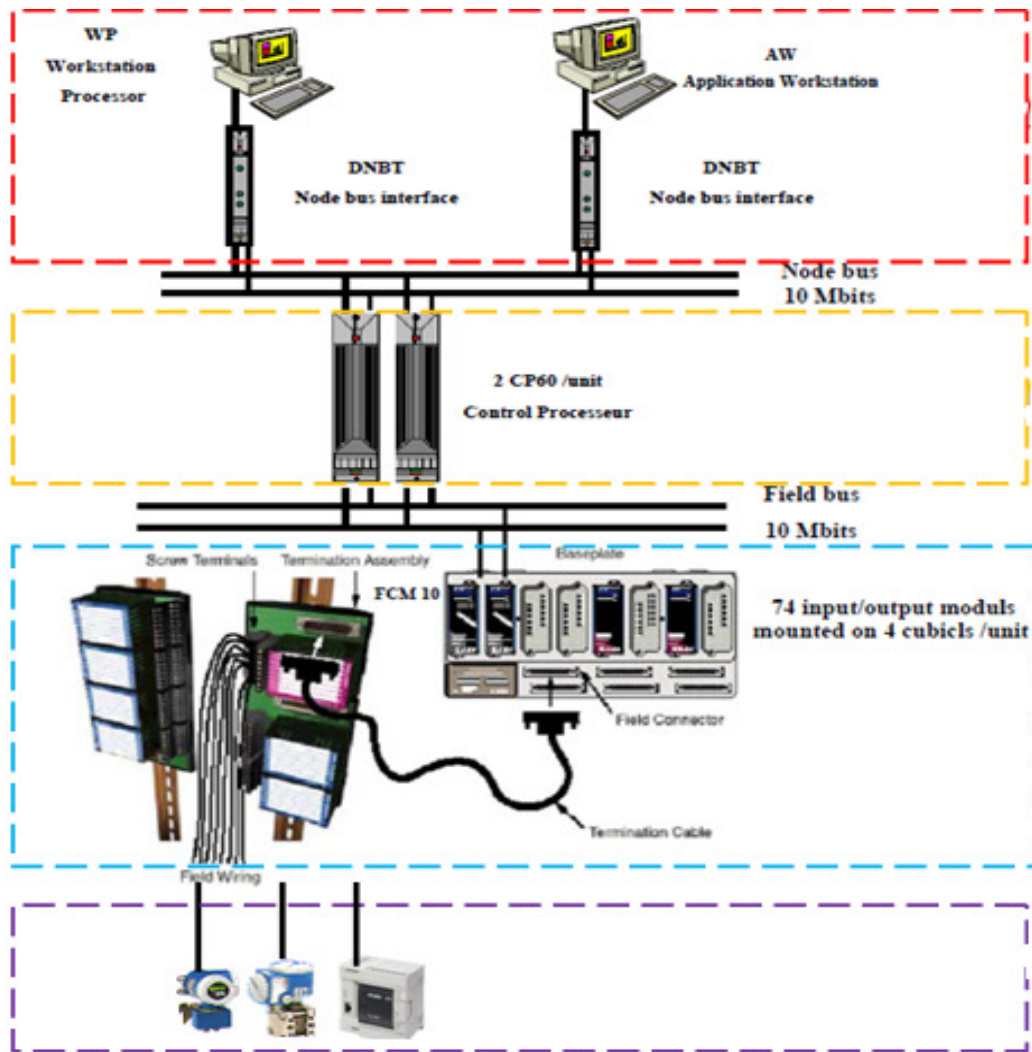 WP
Workstation
Processor
AW
Application Workstation
DNBT
Node bus interface
DNBT
Node bus interface
Node bus
10 Mbits
2 CP60 /unit
Control Processeur
Field bus
10 Mbits
Screw Terminals
Termination Assembly
Baseplate
FCM 10
74 input/output moduls
mounted on 4 cubicls /unit
Field Connector
Termination Cable
Field Wiring